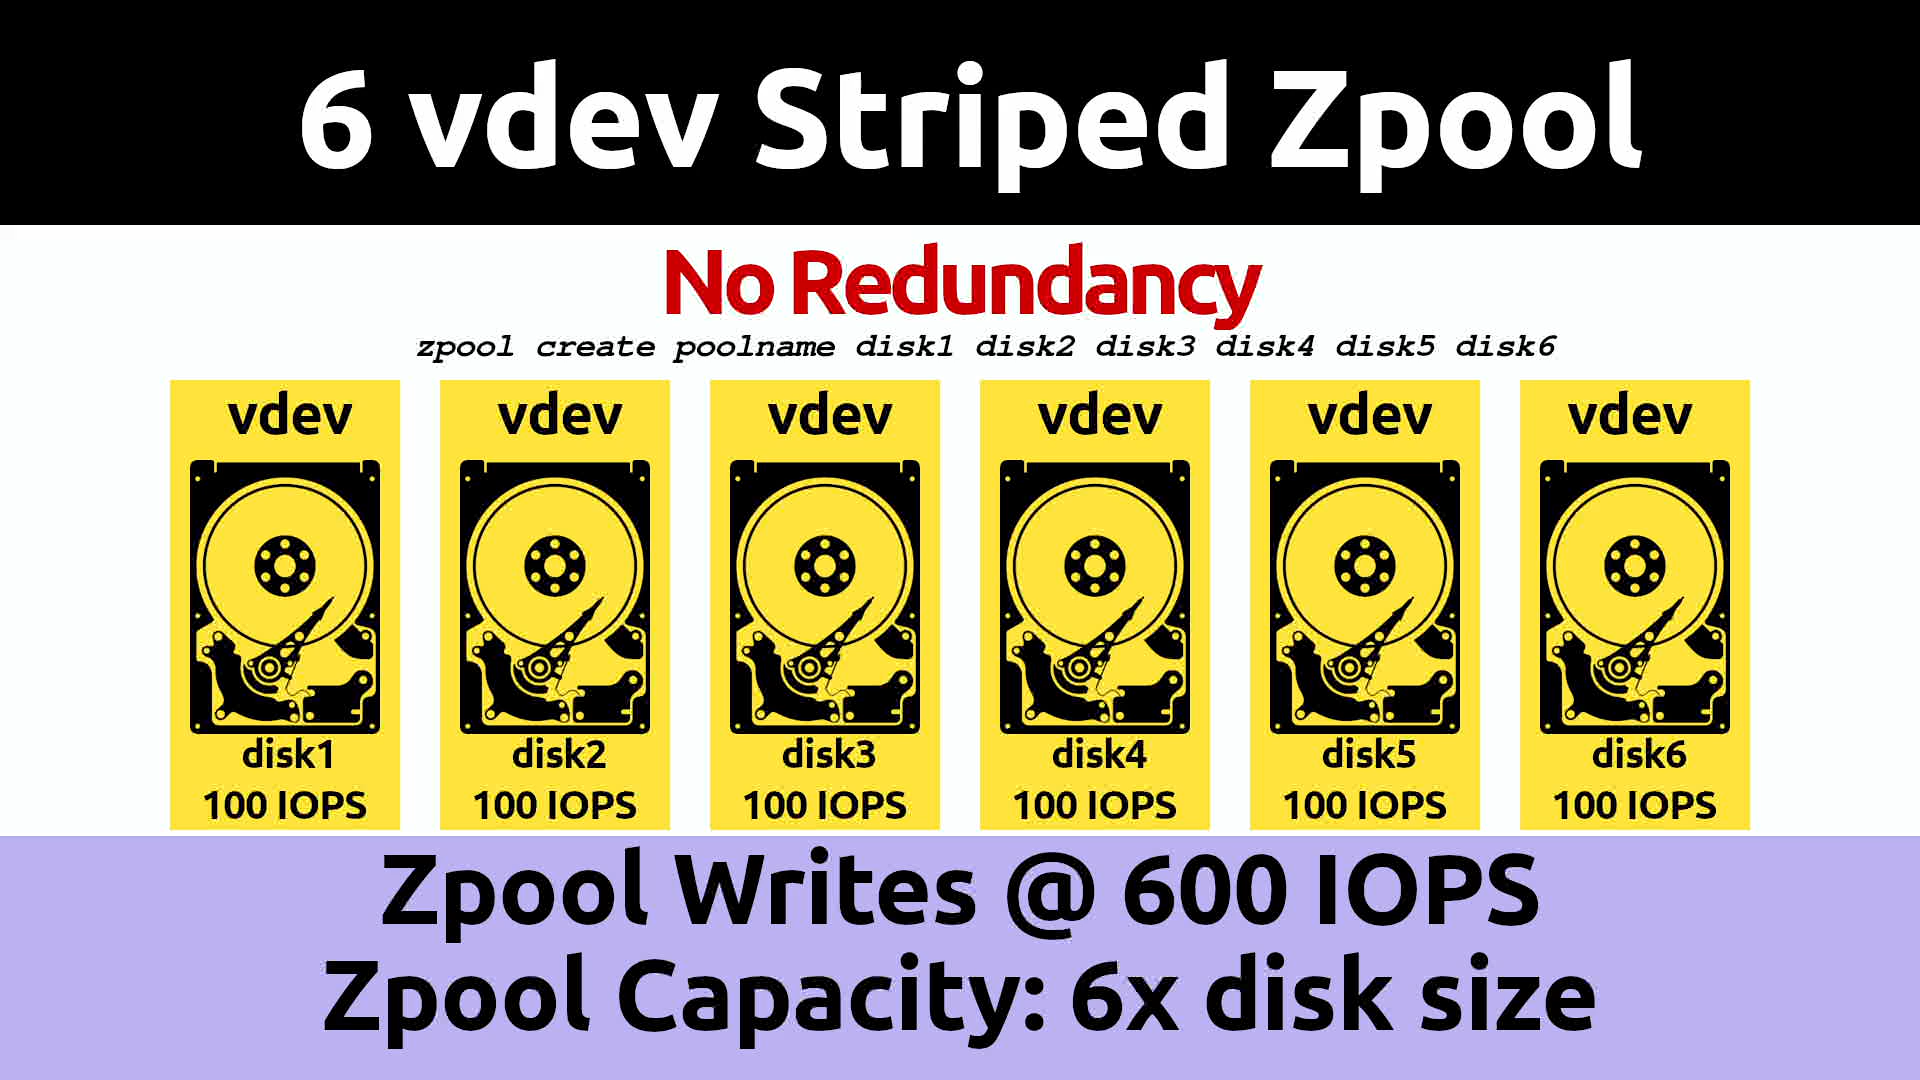 6 vdev Striped Zpool
No Redundancy
zpool create poolname disk1 disk2 disk3 disk4 disk5 disk6
vdev vdev vdev vdev vdev vdev
disk1 disk2 disk3 disk4 disk5 disk6
100 IOPS 100 IOPS 100 IOPS 100 IOPS 100 IOPS 100 IOPS
Zpool Writes @ 600 IOPS
Zpool Capacity: 6x disk size